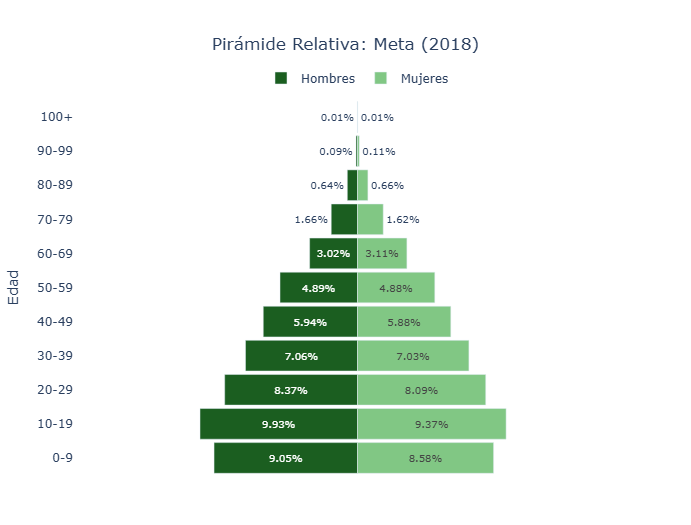 Pirámide Relativa: Meta (2018)
Hombres Mujeres
100+ 0.01% 0.01%
90-99 0.09% 0.11%
80-89 0.64% 0.66%
70-79 1.66% 1.62%
60-69 3.02% 3.11%
50-59 4.89% 4.88%
40-49 5.94% 5.88%
30-39 7.06% 7.03%
20-29 8.37% 8.09%
10-19 9.93% 9.37%
0-9 9.05% 8.58%
Edad